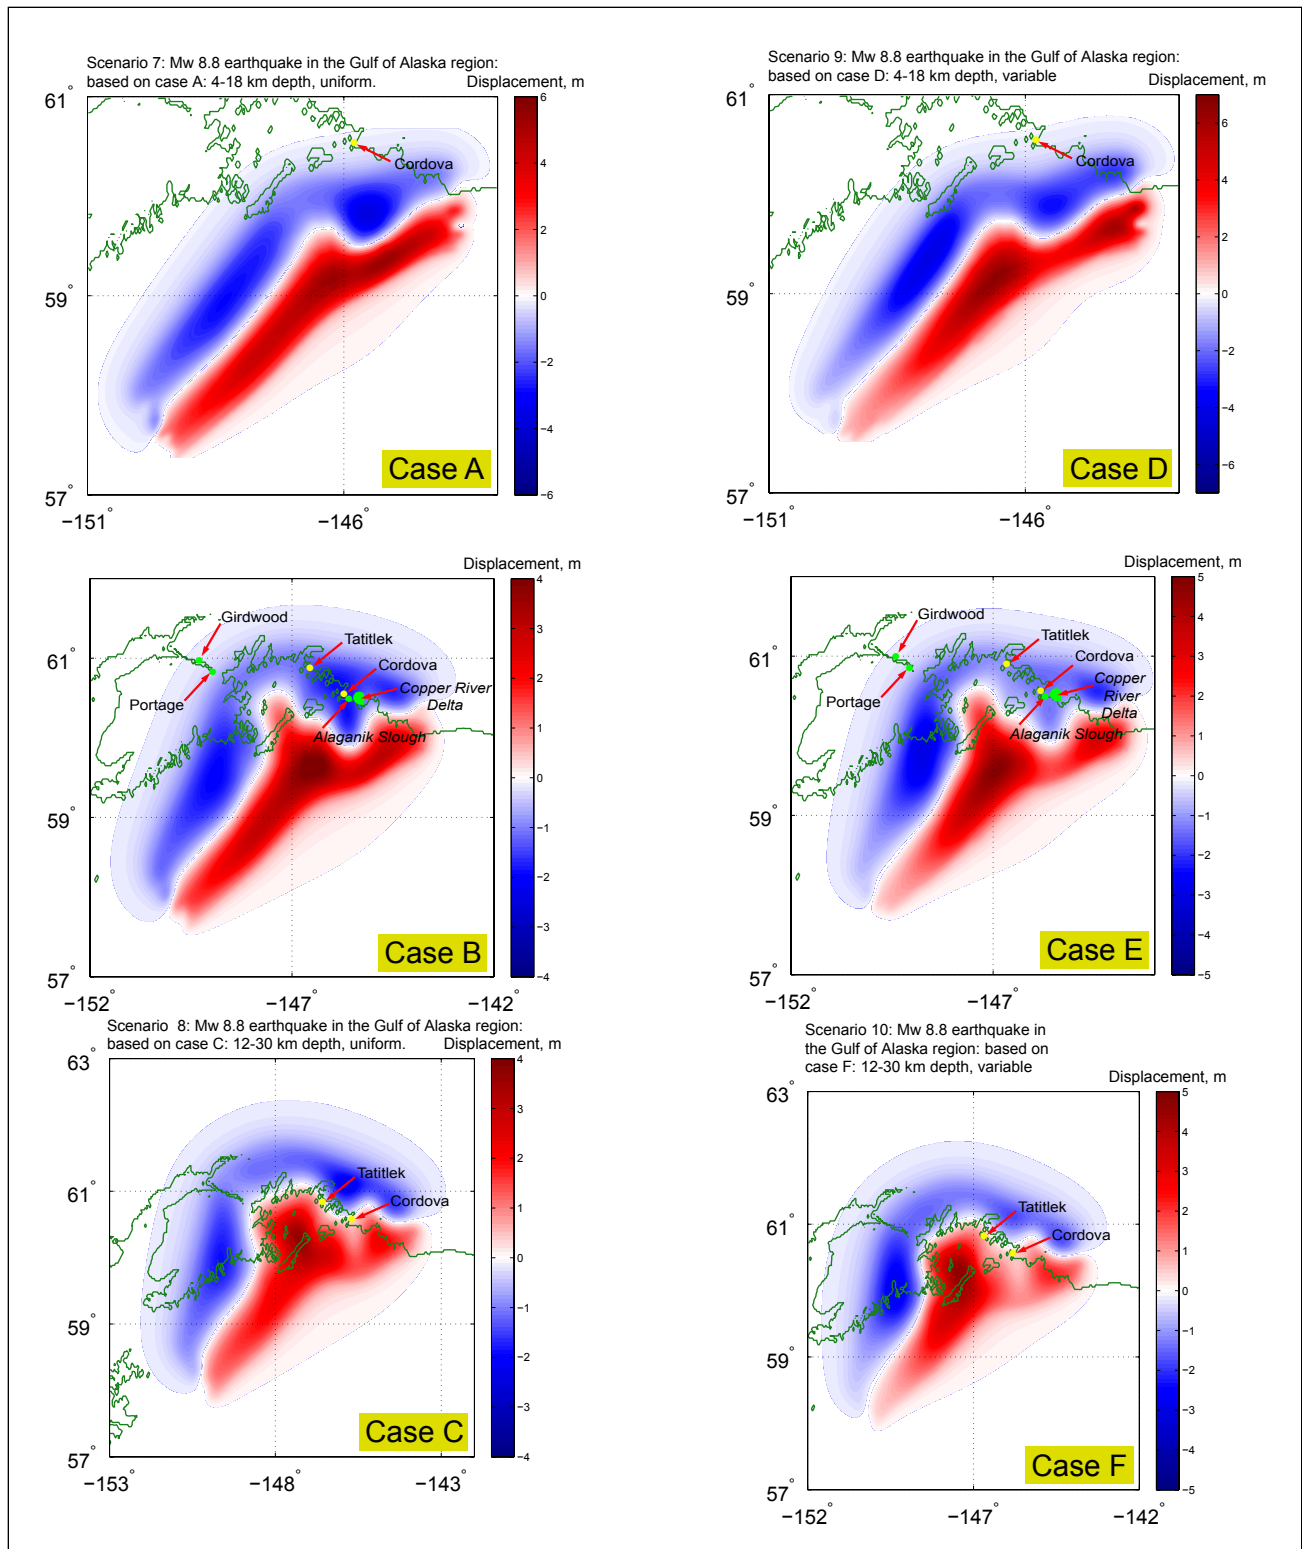 Scenario 7: Mw 8.8 earthquake in the Gulf of Alaska region:
based on case A: 4-18 km depth, uniform.
Displacement, m
61°
59°
57°
−151°
−146°
Cordova
Case A
6
4
2
0
−2
−4
−6
Scenario 9: Mw 8.8 earthquake in the Gulf of Alaska region:
based on case D: 4-18 km depth, variable
Displacement, m
61°
59°
57°
−151°
−146°
Cordova
Case D
6
4
2
0
−2
−4
−6
Displacement, m
61°
59°
57°
−152°
−147°
−142°
Girdwood
Tatitlek
Cordova
Copper River
Delta
Portage
Alaganik Slough
Case B
4
3
2
1
0
−1
−2
−3
−4
Displacement, m
61°
59°
57°
−152°
−147°
Girdwood
Tatitlek
Cordova
Copper
River
Delta
Portage
Alaganik Slough
Case E
5
4
3
2
1
0
−1
−2
−3
−4
−5
Scenario 8: Mw 8.8 earthquake in the Gulf of Alaska region:
based on case C: 12-30 km depth, uniform.
Displacement, m
63°
61°
59°
57°
−153°
−148°
−143°
Tatitlek
Cordova
Case C
4
3
2
1
0
−1
−2
−3
−4
Scenario 10: Mw 8.8 earthquake in
the Gulf of Alaska region: based on
case F: 12-30 km depth, variable
Displacement, m
63°
61°
59°
57°
−152°
−147°
−142°
Tatitlek
Cordova
Case F
5
4
3
2
1
0
−1
−2
−3
−4
−5